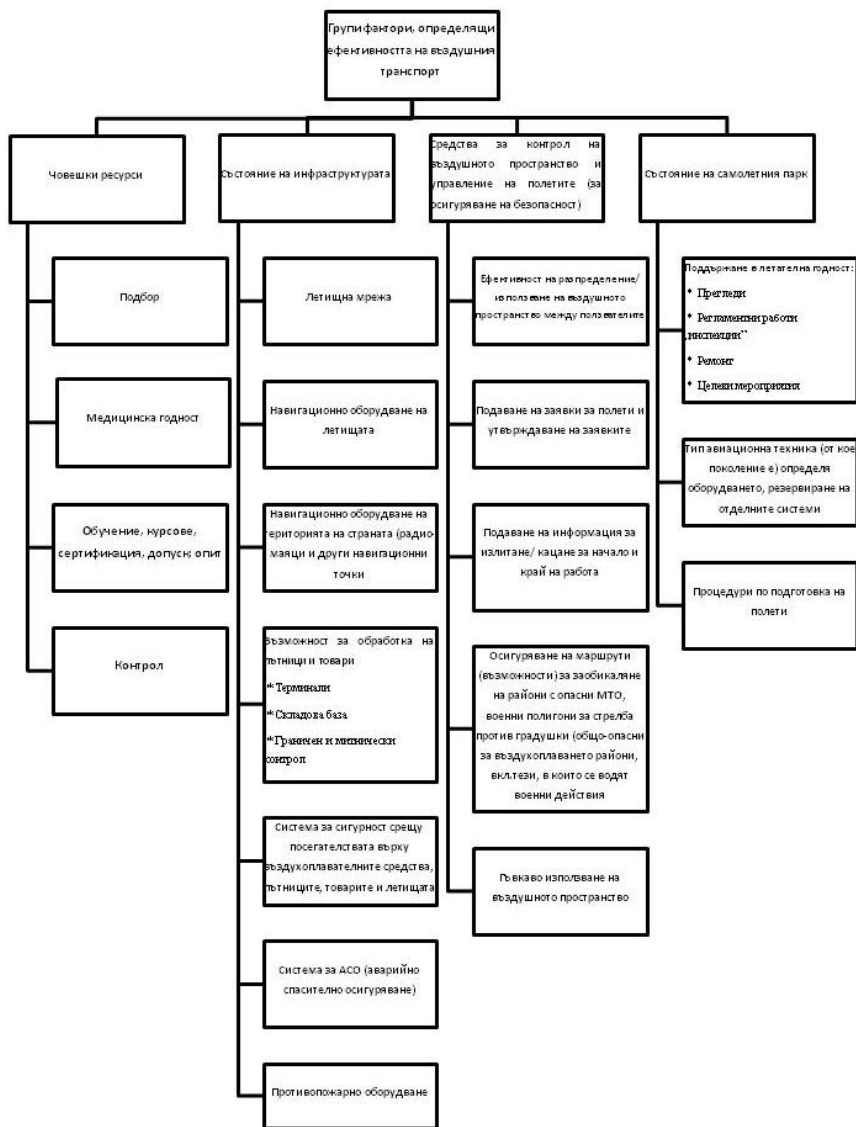 Групи фактори, определящи
ефективността на въздушния
транспорт
Човешки ресурси
Подбор
Медицинска годност
Обучение, курсове,
сертификация, допуск; опит
Контрол
Състояние на инфраструктурата
Летищна мрежа
Навигационно оборудване на
летищата
Навигационно оборудване на
територията на страната (радио-
маяци и други навигационни
точки
Възможност за обработка на
пътници и товари
* Терминали
* Складова база
* Граничен и митнически
контрол
Система за сигурност срещу
посегателствата върху
въздухоплавателните средства,
пътниците, товарите и летищата
Система за АСО (аварийно
спасително осигуряване)
Противопожарно оборудване
Средства за контрол на
въздушното пространство и
управление на полетите (за
осигуряване на безопасност)
Ефективност на разпределение/
използване на въздушното
пространство между ползвателите
Подаване на заявки за полети и
утвърждаване на заявките
Подаване на информация за
излитане/ кацане за начало и
край на работа
Осигуряване на маршрути
(възможности) за заобикаляне
на райони с опасни МТО,
военни полигони за стрелба
против градушки (общо-опасни
за въздухоплаването райони,
вкл.тези, в които се водят
военни действия
Гъвкаво използване на
въздушното пространство
Състояние на самолетния парк
Поддържане в летателна годност:
* Прегледи
* Регламентни работи
„инспекции”
* Ремонт
* Целеви мероприятия
Тип авиационна техника (от кое
поколение е) определя
оборудването, резервиране на
отделните системи
Процедури по подготовка на
полети